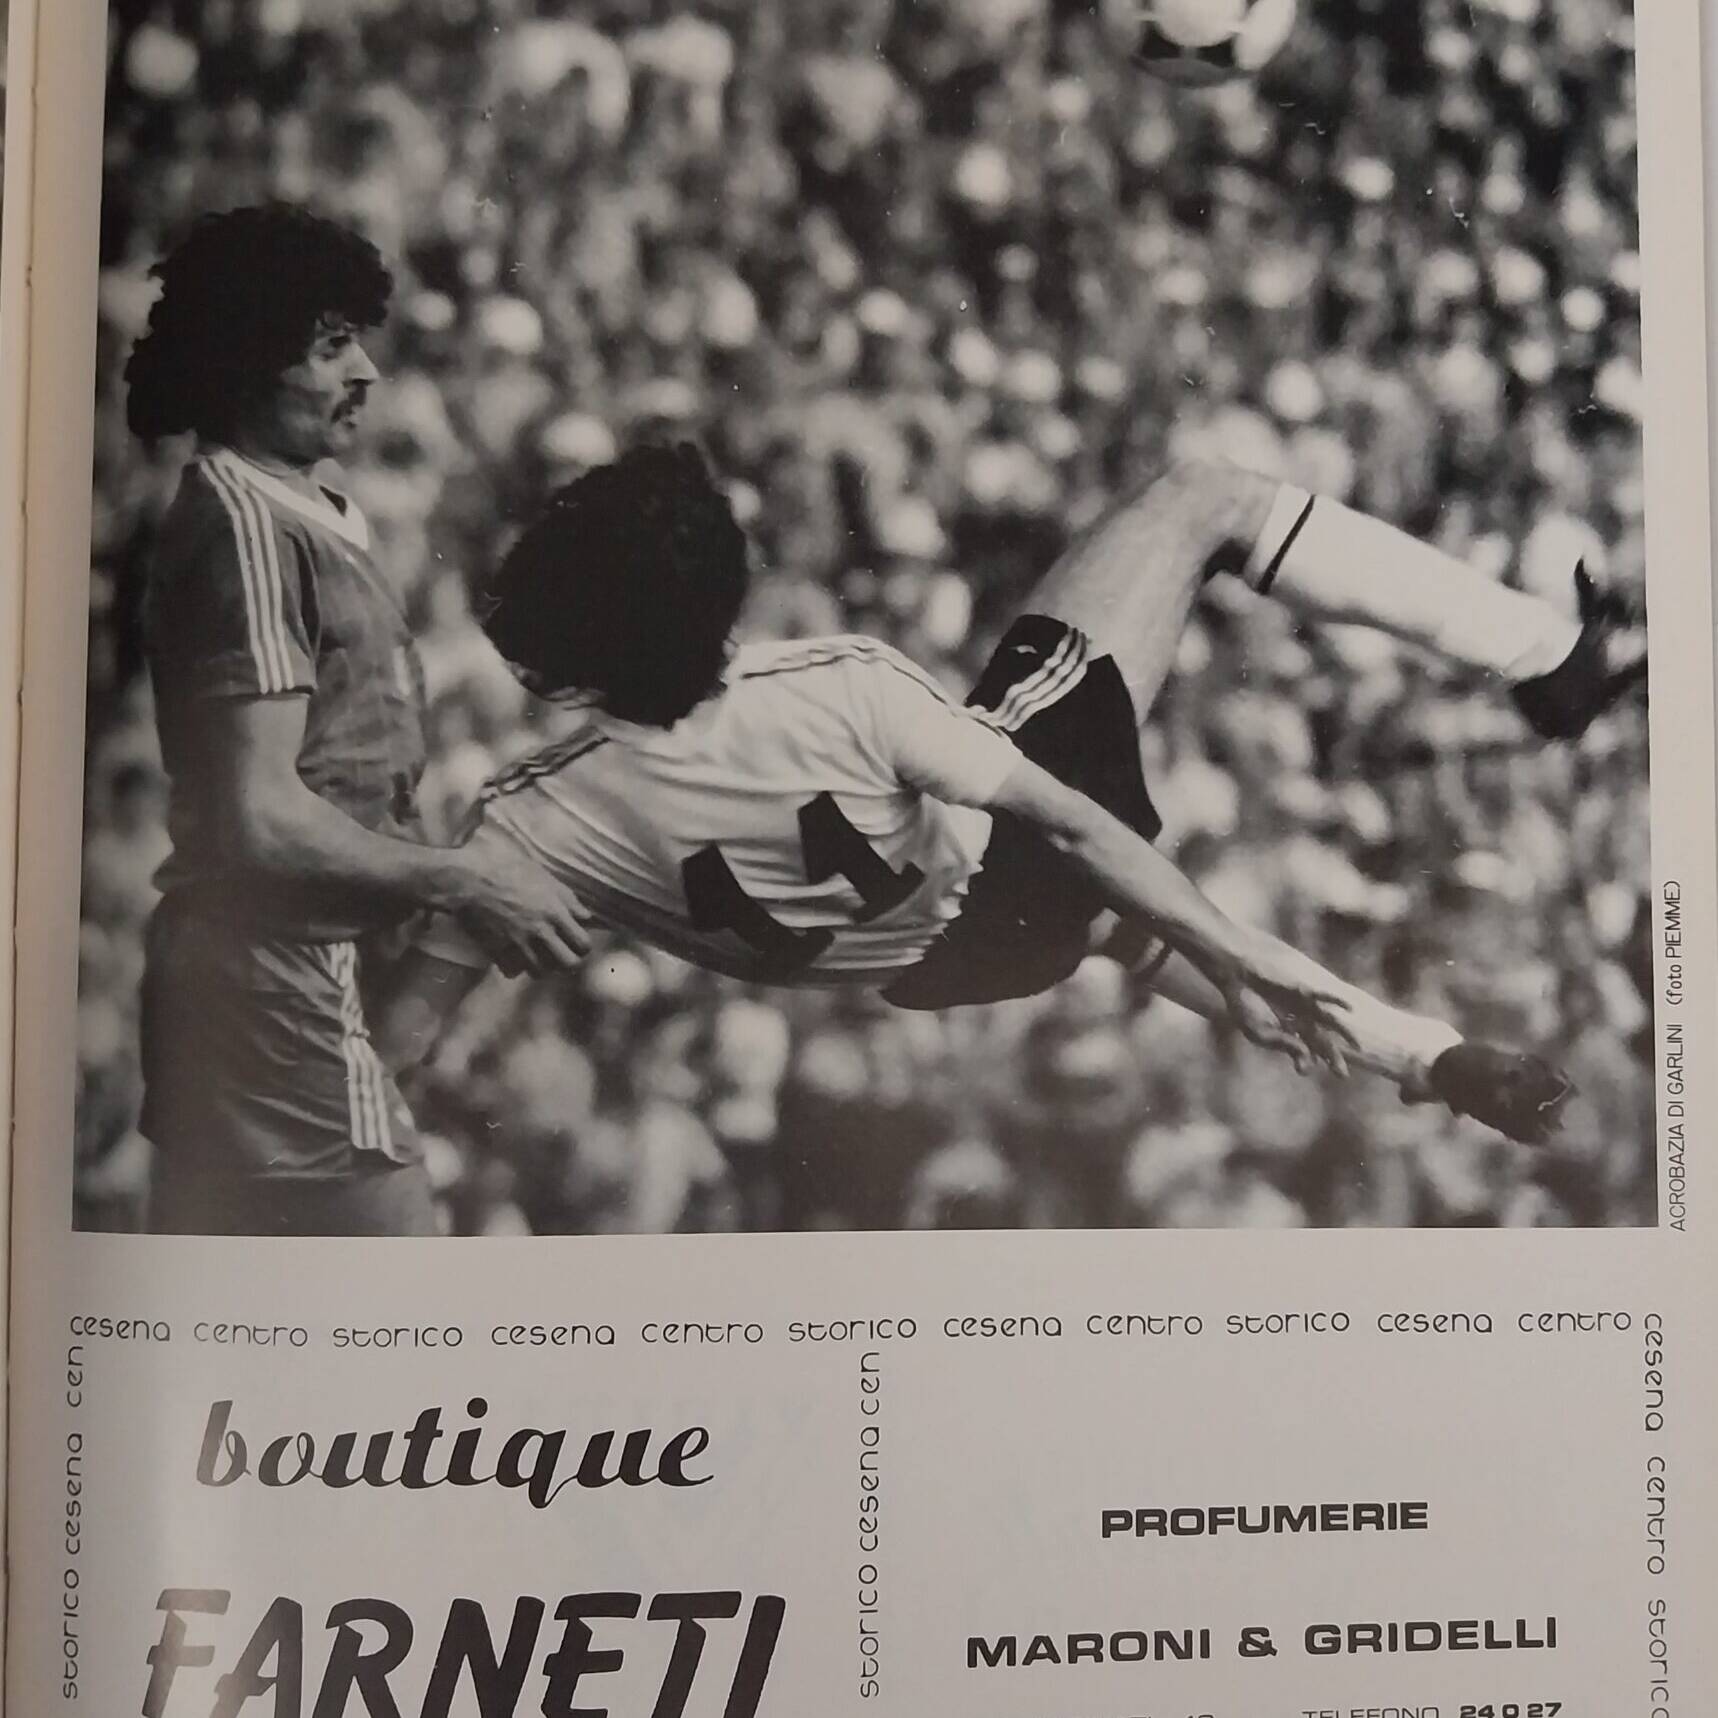 11
ACROBAZIA DI GARLINI (foto PIEMME)
cesena centro storico cesena centro storico cesena centro storico cesena centro
storico cesena cen
boutique
FARNETI
storico cesena cen
PROFUMERIE
MARONI & GRIDELLI
TELEFONO 24 0 27
cesena centro storico